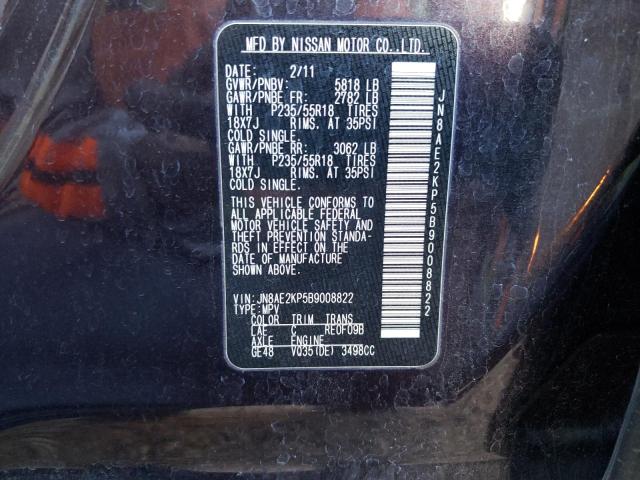 MFD BY NISSAN MOTOR CO.,LTD.
DATE: 2/11
GVWR/PNBV: 5818 LB
GAWR/PNBE FR: 2782 LB
WITH P235/55R18 TIRES
18X7J RIMS. AT 35PSI
COLD SINGLE.
GAWR/PNBE RR: 3062 LB
WITH P235/55R18 TIRES
18X7J RIMS. AT 35PSI
COLD SINGLE.
THIS VEHICLE CONFORMS TO
ALL APPLICABLE FEDERAL
MOTOR VEHICLE SAFETY AND
THEFT PREVENTION STANDA-
RDS IN EFFECT ON THE
DATE OF MANUFACTURE
SHOWN ABOVE.
VIN: JN8AE2KP5B9008822
TYPE: MPV
COLOR TRIM TRANS
LAE C RE0F09B
AXLE ENGINE
GE48 VQ35(DE) 3498CC
JN8AE2KP5B9008822